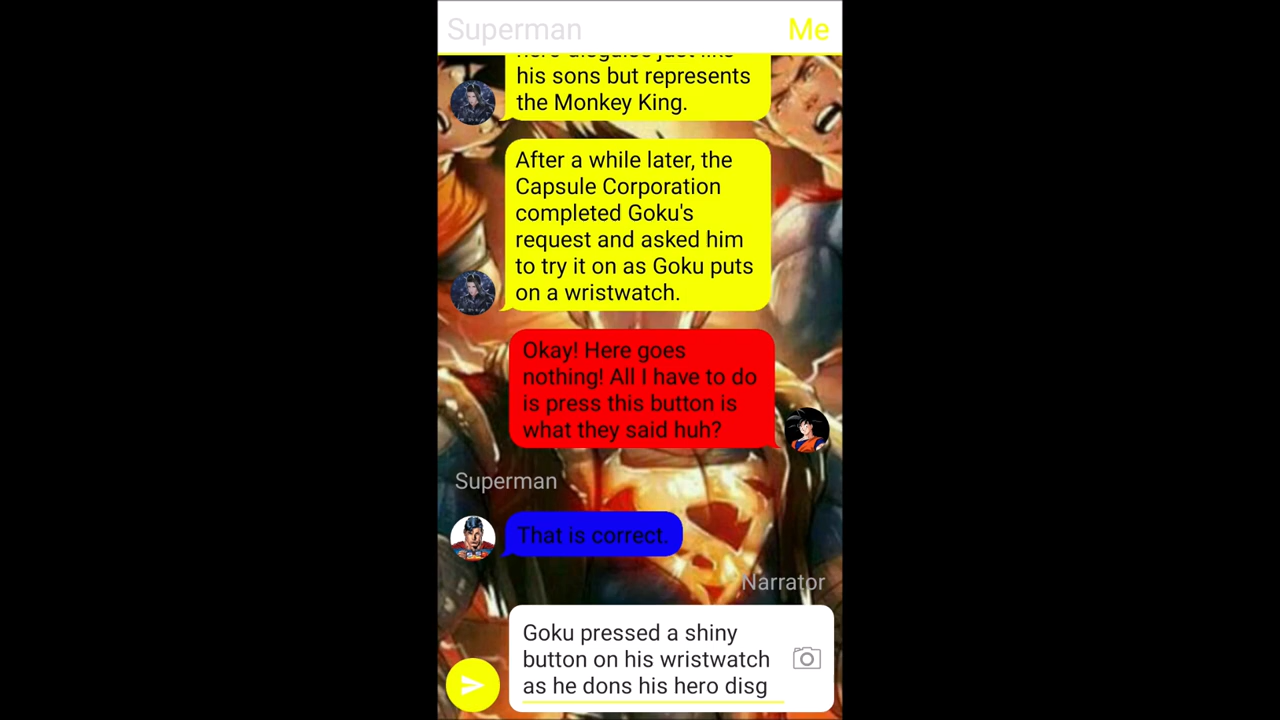 Superman Me
his sons but represents
the Monkey King.
After a while later, the
Capsule Corporation
completed Goku's
request and asked him
to try it on as Goku puts
on a wristwatch.
Okay! Here goes
nothing! All I have to do
is press this button is
what they said huh?
Superman
That is correct.
Narrator
Goku pressed a shiny
button on his wristwatch
as he dons his hero disg